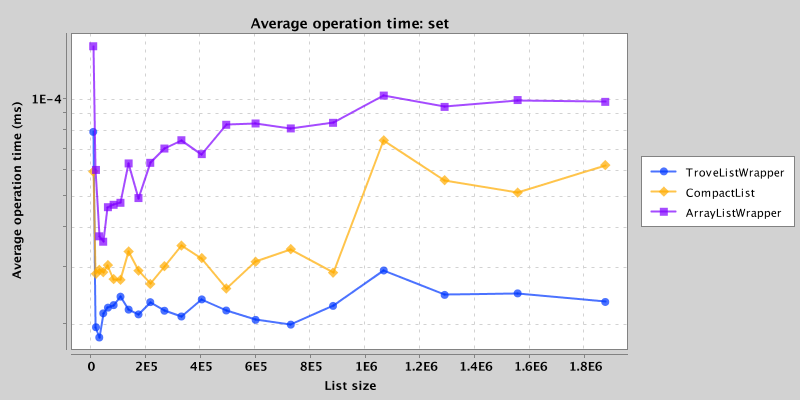 Average operation time: set
Average operation time (ms)
1E-4
0 2E5 4E5 6E5 8E5 1E6 1.2E6 1.4E6 1.6E6 1.8E6
List size
TroveListWrapper
CompactList
ArrayListWrapper